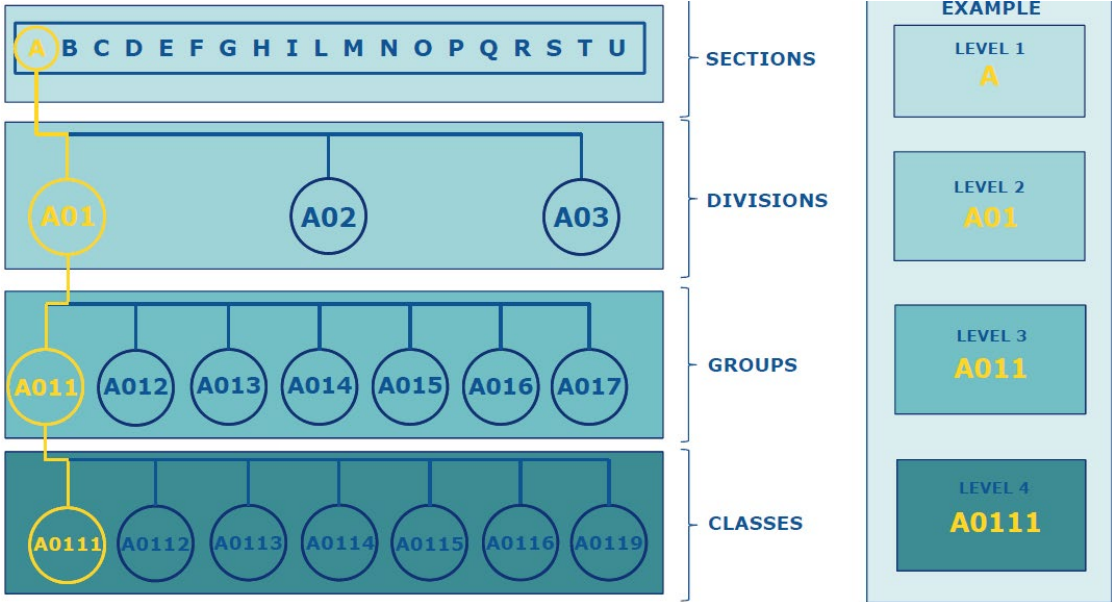 A B C D E F G H I L M N O P Q R S T U
SECTIONS
A01 A02 A03
DIVISIONS
A011 A012 A013 A014 A015 A016 A017
GROUPS
A0111 A0112 A0113 A0114 A0115 A0116 A0119
CLASSES
EXAMPLE
LEVEL 1
A
LEVEL 2
A01
LEVEL 3
A011
LEVEL 4
A0111